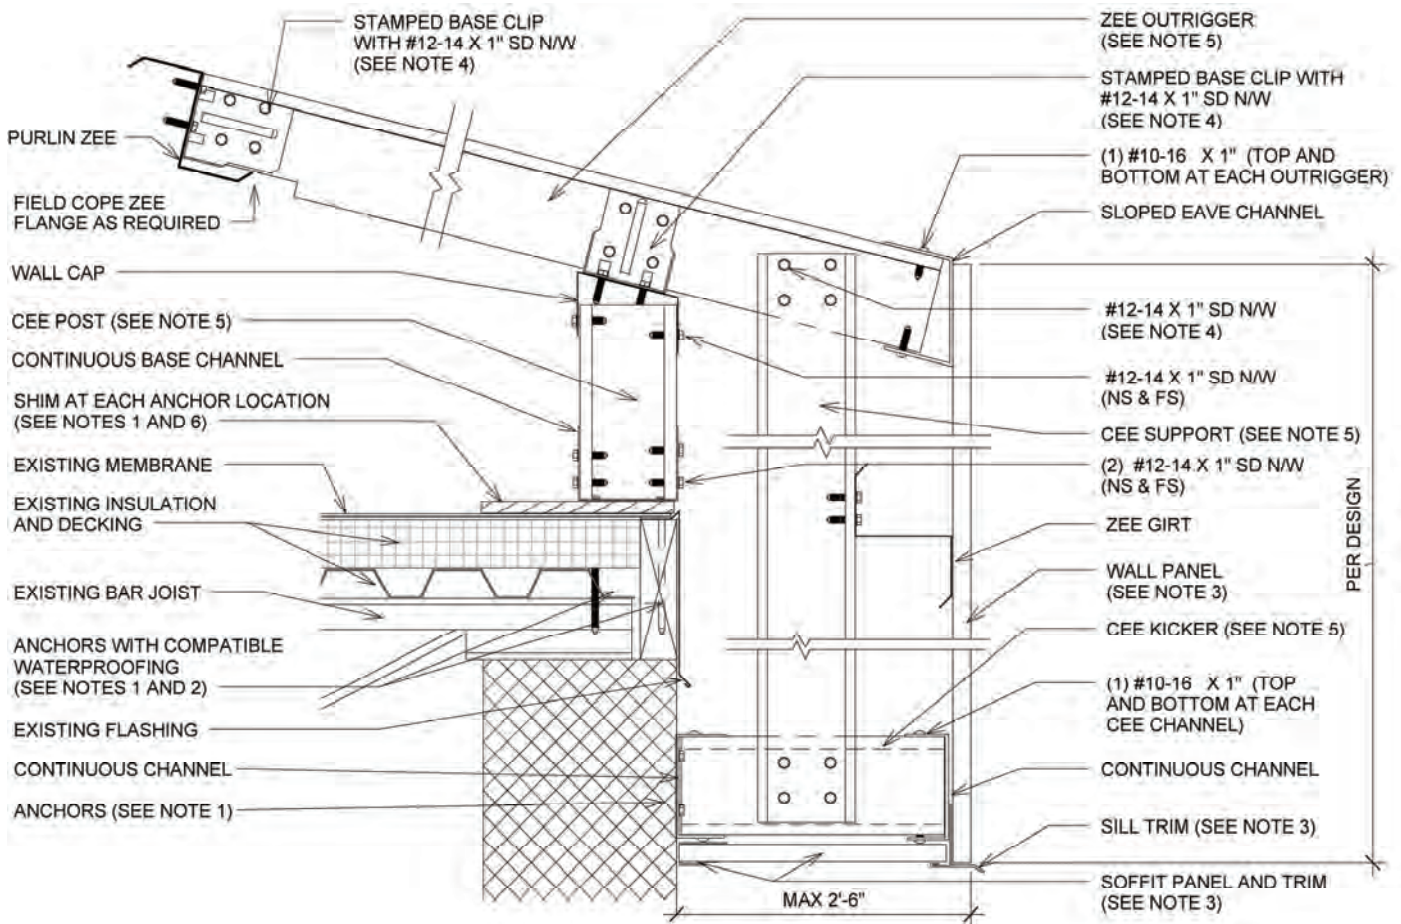 STAMPED BASE CLIP
WITH #12-14 X 1" SD N/W
(SEE NOTE 4)
PURLIN ZEE
FIELD COPE ZEE
FLANGE AS REQUIRED
WALL CAP
CEE POST (SEE NOTE 5)
CONTINUOUS BASE CHANNEL
SHIM AT EACH ANCHOR LOCATION
(SEE NOTES 1 AND 6)
EXISTING MEMBRANE
EXISTING INSULATION
AND DECKING
EXISTING BAR JOIST
ANCHORS WITH COMPATIBLE
WATERPROOFING
(SEE NOTES 1 AND 2)
EXISTING FLASHING
CONTINUOUS CHANNEL
ANCHORS (SEE NOTE 1)
ZEE OUTRIGGER
(SEE NOTE 5)
STAMPED BASE CLIP WITH
#12-14 X 1" SD N/W
(SEE NOTE 4)
(1) #10-16 X 1" (TOP AND
BOTTOM AT EACH OUTRIGGER)
SLOPED EAVE CHANNEL
#12-14 X 1" SD N/W
(SEE NOTE 4)
#12-14 X 1" SD N/W
(NS & FS)
CEE SUPPORT (SEE NOTE 5)
(2) #12-14 X 1" SD N/W
(NS & FS)
ZEE GIRT
WALL PANEL
(SEE NOTE 3)
CEE KICKER (SEE NOTE 5)
(1) #10-16 X 1" (TOP
AND BOTTOM AT EACH
CEE CHANNEL)
CONTINUOUS CHANNEL
SILL TRIM (SEE NOTE 3)
SOFFIT PANEL AND TRIM
(SEE NOTE 3)
PER DESIGN
MAX 2'-6"